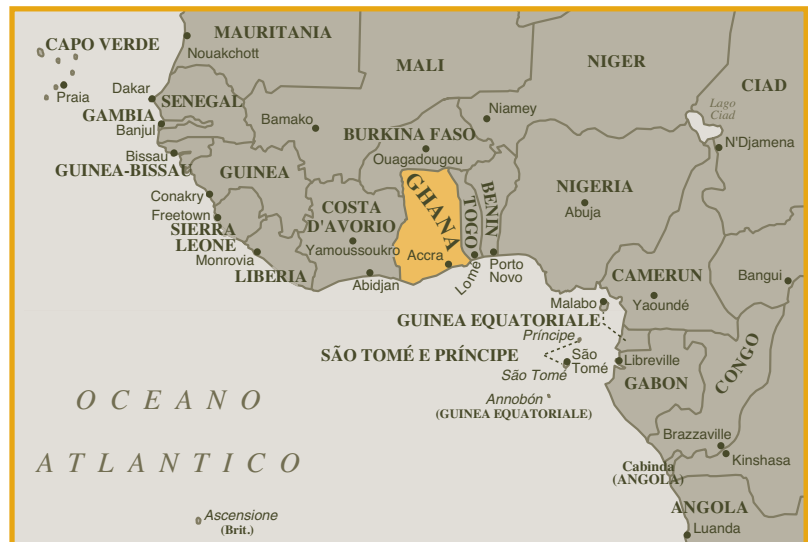 MAURITANIA
Nouakchott
CAPO VERDE
Praia
MALI
NIGER
CIAD
Lago
Ciad
N'Djamena
Dakar
SENEGAL
GAMBIA
Banjul
Bamako
Niamey
BURKINA FASO
Ouagadougou
Bissau
GUINEA-BISSAU
GUINEA
Conakry
Freetown
SIERRA
LEONE
Monrovia
LIBERIA
COSTA
D'AVORIO
Yamoussoukro
Abidjan
GHANA
Accra
TOGO
Lomé
BENIN
Porto
Novo
NIGERIA
Abuja
CAMERUN
Yaoundé
Bangui
Malabo
GUINEA EQUATORIALE
Príncipe
SÃO TOMÉ E PRÍNCIPE
São
Tomé
São Tomé
Libreville
GABON
CONGO
Annobón
(GUINEA EQUATORIALE)
Brazzaville
Kinshasa
Cabinda
(ANGOLA)
ANGOLA
Luanda
OCEANO
ATLANTICO
Ascensione
(Brit.)